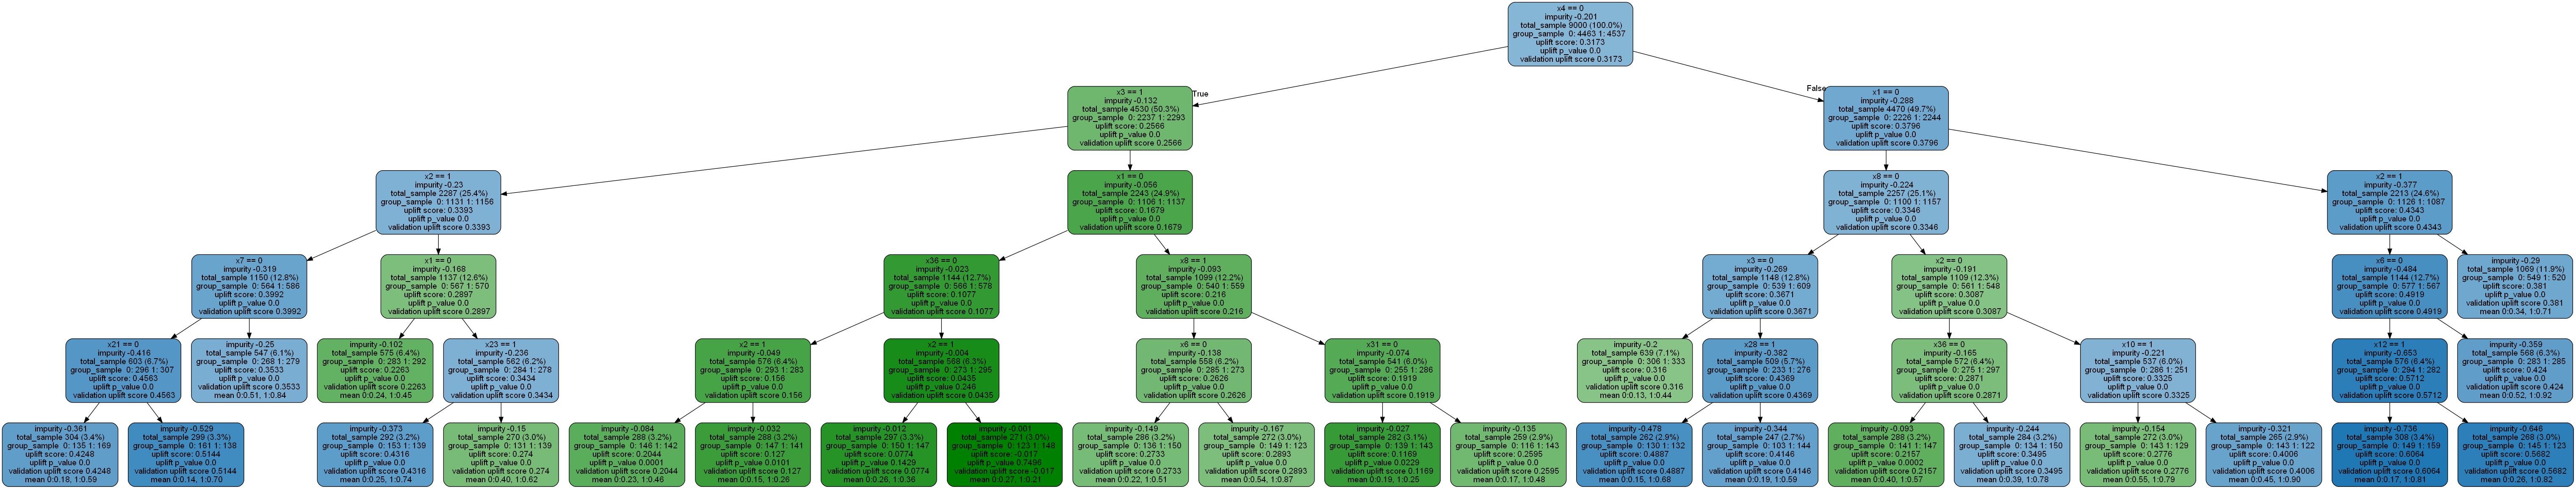 x4 == 0
impurity -0.201
total_sample 9000 (100.0%)
group_sample 0: 4463 1: 4537
uplift score: 0.3173
uplift p_value 0.0
validation uplift score 0.3173
True
False
x3 == 1
impurity -0.132
total_sample 4530 (50.3%)
group_sample 0: 2237 1: 2293
uplift score: 0.2566
uplift p_value 0.0
validation uplift score 0.2566
x1 == 0
impurity -0.288
total_sample 4470 (49.7%)
group_sample 0: 2226 1: 2244
uplift score: 0.3796
uplift p_value 0.0
validation uplift score 0.3796
x2 == 1
impurity -0.23
total_sample 2287 (25.4%)
group_sample 0: 1131 1: 1156
uplift score: 0.3393
uplift p_value 0.0
validation uplift score 0.3393
x1 == 0
impurity -0.056
total_sample 2243 (24.9%)
group_sample 0: 1106 1: 1137
uplift score: 0.1679
uplift p_value 0.0
validation uplift score 0.1679
x8 == 0
impurity -0.224
total_sample 2257 (25.1%)
group_sample 0: 1100 1: 1157
uplift score: 0.3346
uplift p_value 0.0
validation uplift score 0.3346
x2 == 1
impurity -0.377
total_sample 2213 (24.6%)
group_sample 0: 1126 1: 1087
uplift score: 0.4343
uplift p_value 0.0
validation uplift score 0.4343
x7 == 0
impurity -0.319
total_sample 1150 (12.8%)
group_sample 0: 564 1: 586
uplift score: 0.3992
uplift p_value 0.0
validation uplift score 0.3992
x1 == 0
impurity -0.168
total_sample 1137 (12.6%)
group_sample 0: 567 1: 570
uplift score: 0.2897
uplift p_value 0.0
validation uplift score 0.2897
x36 == 0
impurity -0.023
total_sample 1144 (12.7%)
group_sample 0: 566 1: 578
uplift score: 0.1077
uplift p_value 0.0
validation uplift score 0.1077
x8 == 1
impurity -0.093
total_sample 1099 (12.2%)
group_sample 0: 540 1: 559
uplift score: 0.216
uplift p_value 0.0
validation uplift score 0.216
x3 == 0
impurity -0.269
total_sample 1148 (12.8%)
group_sample 0: 539 1: 609
uplift score: 0.3671
uplift p_value 0.0
validation uplift score 0.3671
x2 == 0
impurity -0.191
total_sample 1109 (12.3%)
group_sample 0: 561 1: 548
uplift score: 0.3087
uplift p_value 0.0
validation uplift score 0.3087
x6 == 0
impurity -0.484
total_sample 1144 (12.7%)
group_sample 0: 577 1: 567
uplift score: 0.4919
uplift p_value 0.0
validation uplift score 0.4919
impurity -0.29
total_sample 1069 (11.9%)
group_sample 0: 549 1: 520
uplift score: 0.381
uplift p_value 0.0
validation uplift score 0.381
mean 0:0.34, 1:0.71
x21 == 0
impurity -0.416
total_sample 603 (6.7%)
group_sample 0: 296 1: 307
uplift score: 0.4563
uplift p_value 0.0
validation uplift score 0.4563
impurity -0.25
total_sample 547 (6.1%)
group_sample 0: 268 1: 279
uplift score: 0.3533
uplift p_value 0.0
validation uplift score 0.3533
mean 0:0.51, 1:0.84
impurity -0.102
total_sample 575 (6.4%)
group_sample 0: 283 1: 292
uplift score: 0.2263
uplift p_value 0.0
validation uplift score 0.2263
mean 0:0.24, 1:0.45
x23 == 1
impurity -0.236
total_sample 562 (6.2%)
group_sample 0: 284 1: 278
uplift score: 0.3434
uplift p_value 0.0
validation uplift score 0.3434
x2 == 1
impurity -0.049
total_sample 576 (6.4%)
group_sample 0: 293 1: 283
uplift score: 0.156
uplift p_value 0.0
validation uplift score 0.156
x2 == 1
impurity -0.004
total_sample 568 (6.3%)
group_sample 0: 273 1: 295
uplift score: 0.0435
uplift p_value 0.246
validation uplift score 0.0435
x6 == 0
impurity -0.138
total_sample 558 (6.2%)
group_sample 0: 285 1: 273
uplift score: 0.2626
uplift p_value 0.0
validation uplift score 0.2626
x31 == 0
impurity -0.074
total_sample 541 (6.0%)
group_sample 0: 255 1: 286
uplift score: 0.1919
uplift p_value 0.0
validation uplift score 0.1919
impurity -0.2
total_sample 639 (7.1%)
group_sample 0: 306 1: 333
uplift score: 0.316
uplift p_value 0.0
validation uplift score 0.316
mean 0:0.13, 1:0.44
x28 == 1
impurity -0.382
total_sample 509 (5.7%)
group_sample 0: 233 1: 276
uplift score: 0.4369
uplift p_value 0.0
validation uplift score 0.4369
x36 == 0
impurity -0.165
total_sample 572 (6.4%)
group_sample 0: 275 1: 297
uplift score: 0.2871
uplift p_value 0.0
validation uplift score 0.2871
x10 == 1
impurity -0.221
total_sample 537 (6.0%)
group_sample 0: 286 1: 251
uplift score: 0.3325
uplift p_value 0.0
validation uplift score 0.3325
x12 == 1
impurity -0.653
total_sample 576 (6.4%)
group_sample 0: 294 1: 282
uplift score: 0.5712
uplift p_value 0.0
validation uplift score 0.5712
impurity -0.359
total_sample 568 (6.3%)
group_sample 0: 283 1: 285
uplift score: 0.424
uplift p_value 0.0
validation uplift score 0.424
mean 0:0.52, 1:0.92
impurity -0.361
total_sample 304 (3.4%)
group_sample 0: 135 1: 169
uplift score: 0.4248
uplift p_value 0.0
validation uplift score 0.4248
mean 0:0.18, 1:0.59
impurity -0.529
total_sample 299 (3.3%)
group_sample 0: 161 1: 138
uplift score: 0.5144
uplift p_value 0.0
validation uplift score 0.5144
mean 0:0.14, 1:0.70
impurity -0.373
total_sample 292 (3.2%)
group_sample 0: 153 1: 139
uplift score: 0.4316
uplift p_value 0.0
validation uplift score 0.4316
mean 0:0.25, 1:0.74
impurity -0.15
total_sample 270 (3.0%)
group_sample 0: 131 1: 139
uplift score: 0.274
uplift p_value 0.0
validation uplift score 0.274
mean 0:0.40, 1:0.62
impurity -0.084
total_sample 288 (3.2%)
group_sample 0: 146 1: 142
uplift score: 0.2044
uplift p_value 0.0001
validation uplift score 0.2044
mean 0:0.23, 1:0.46
impurity -0.032
total_sample 288 (3.2%)
group_sample 0: 147 1: 141
uplift score: 0.127
uplift p_value 0.0101
validation uplift score 0.127
mean 0:0.15, 1:0.26
impurity -0.012
total_sample 297 (3.3%)
group_sample 0: 150 1: 147
uplift score: 0.0774
uplift p_value 0.1429
validation uplift score 0.0774
mean 0:0.26, 1:0.36
impurity -0.001
total_sample 271 (3.0%)
group_sample 0: 123 1: 148
uplift score: -0.017
uplift p_value 0.7496
validation uplift score -0.017
mean 0:0.27, 1:0.21
impurity -0.149
total_sample 286 (3.2%)
group_sample 0: 136 1: 150
uplift score: 0.2733
uplift p_value 0.0
validation uplift score 0.2733
mean 0:0.22, 1:0.51
impurity -0.167
total_sample 272 (3.0%)
group_sample 0: 149 1: 123
uplift score: 0.2893
uplift p_value 0.0
validation uplift score 0.2893
mean 0:0.54, 1:0.87
impurity -0.027
total_sample 282 (3.1%)
group_sample 0: 139 1: 143
uplift score: 0.1169
uplift p_value 0.0229
validation uplift score 0.1169
mean 0:0.19, 1:0.25
impurity -0.135
total_sample 259 (2.9%)
group_sample 0: 116 1: 143
uplift score: 0.2595
uplift p_value 0.0
validation uplift score 0.2595
mean 0:0.17, 1:0.48
impurity -0.478
total_sample 262 (2.9%)
group_sample 0: 130 1: 132
uplift score: 0.4887
uplift p_value 0.0
validation uplift score 0.4887
mean 0:0.15, 1:0.68
impurity -0.344
total_sample 247 (2.7%)
group_sample 0: 103 1: 144
uplift score: 0.4146
uplift p_value 0.0
validation uplift score 0.4146
mean 0:0.19, 1:0.59
impurity -0.093
total_sample 288 (3.2%)
group_sample 0: 141 1: 147
uplift score: 0.2157
uplift p_value 0.0002
validation uplift score 0.2157
mean 0:0.40, 1:0.57
impurity -0.244
total_sample 284 (3.2%)
group_sample 0: 134 1: 150
uplift score: 0.3495
uplift p_value 0.0
validation uplift score 0.3495
mean 0:0.39, 1:0.78
impurity -0.154
total_sample 272 (3.0%)
group_sample 0: 143 1: 129
uplift score: 0.2776
uplift p_value 0.0
validation uplift score 0.2776
mean 0:0.55, 1:0.79
impurity -0.321
total_sample 265 (2.9%)
group_sample 0: 143 1: 122
uplift score: 0.4006
uplift p_value 0.0
validation uplift score 0.4006
mean 0:0.45, 1:0.90
impurity -0.736
total_sample 308 (3.4%)
group_sample 0: 149 1: 159
uplift score: 0.6064
uplift p_value 0.0
validation uplift score 0.6064
mean 0:0.17, 1:0.81
impurity -0.646
total_sample 268 (3.0%)
group_sample 0: 145 1: 123
uplift score: 0.5682
uplift p_value 0.0
validation uplift score 0.5682
mean 0:0.26, 1:0.82